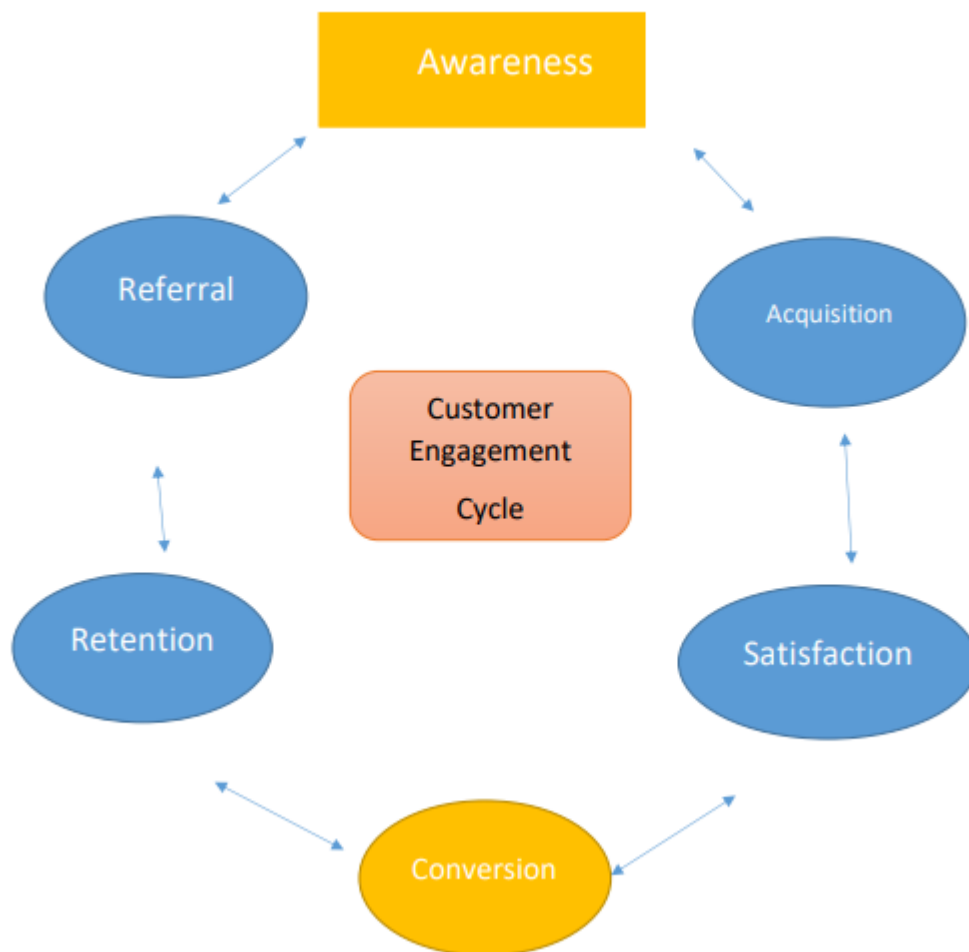 Awareness
Referral
Acquisition
Customer
Engagement
Cycle
Retention
Satisfaction
Conversion